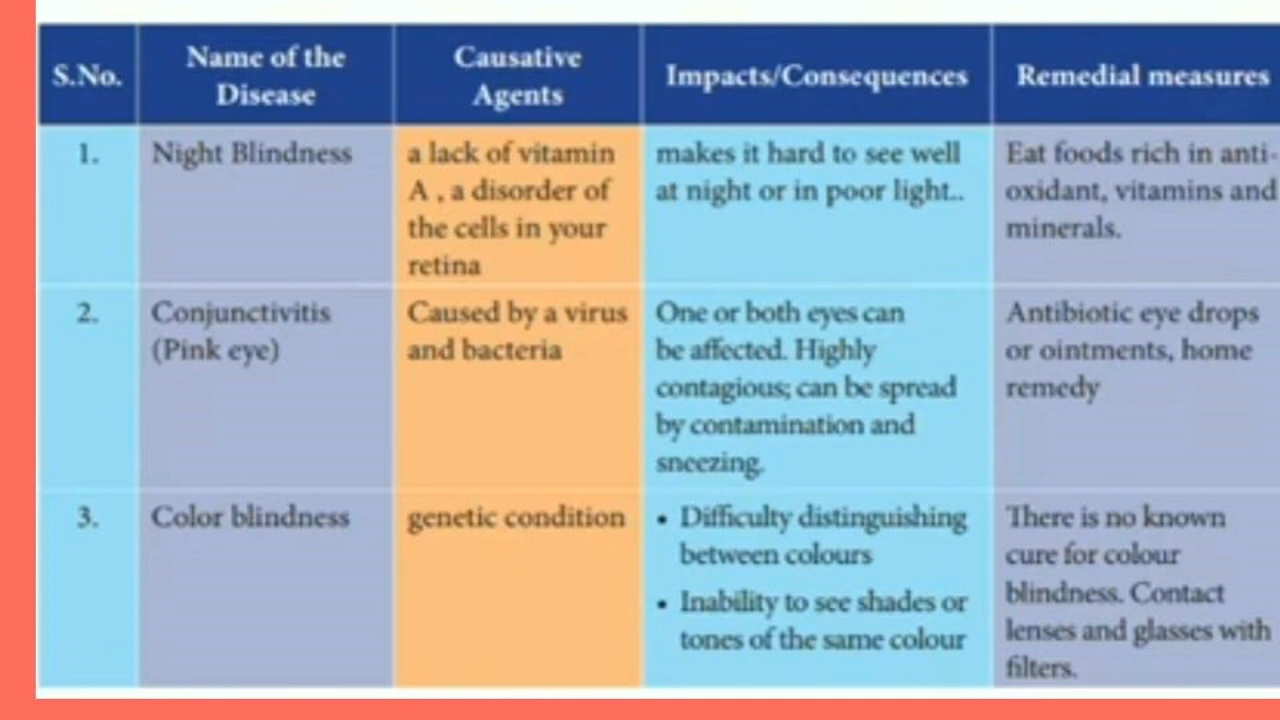 S.No.
Name of the
Disease
Causative
Agents
Impacts/Consequences
Remedial measures
1.
Night Blindness
a lack of vitamin
A , a disorder of
the cells in your
retina
makes it hard to see well
at night or in poor light..
Eat foods rich in anti-
oxidant, vitamins and
minerals.
2.
Conjunctivitis
(Pink eye)
Caused by a virus
and bacteria
One or both eyes can
be affected. Highly
contagious; can be spread
by contamination and
sneezing.
Antibiotic eye drops
or ointments, home
remedy
3.
Color blindness
genetic condition
• Difficulty distinguishing
between colours
• Inability to see shades or
tones of the same colour
There is no known
cure for colour
blindness. Contact
lenses and glasses with
filters.